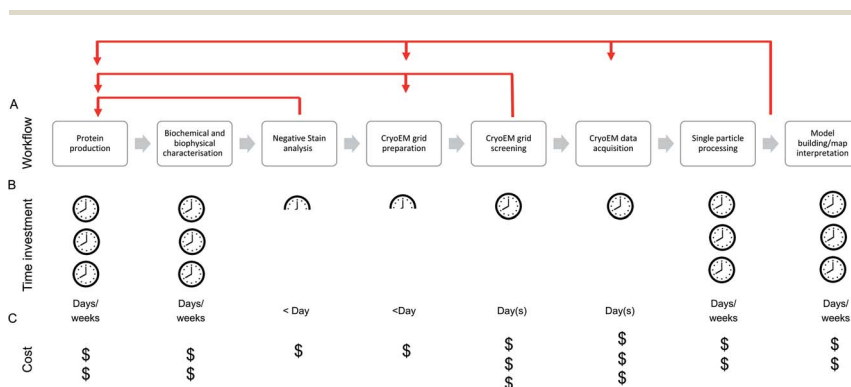 A
Workflow
Protein
production
Biochemical and
biophysical
characterisation
Negative Stain
analysis
CryoEM grid
preparation
CryoEM grid
screening
CryoEM data
acquisition
Single particle
processing
Model
building/map
interpretation
B
Time investment
Days/
weeks
Days/
weeks
< Day
<Day
Day(s)
Day(s)
Days/
weeks
Days/
weeks
C
Cost
$ $ $ $ $ $ $ $
$ $ $ $ $ $
$ $